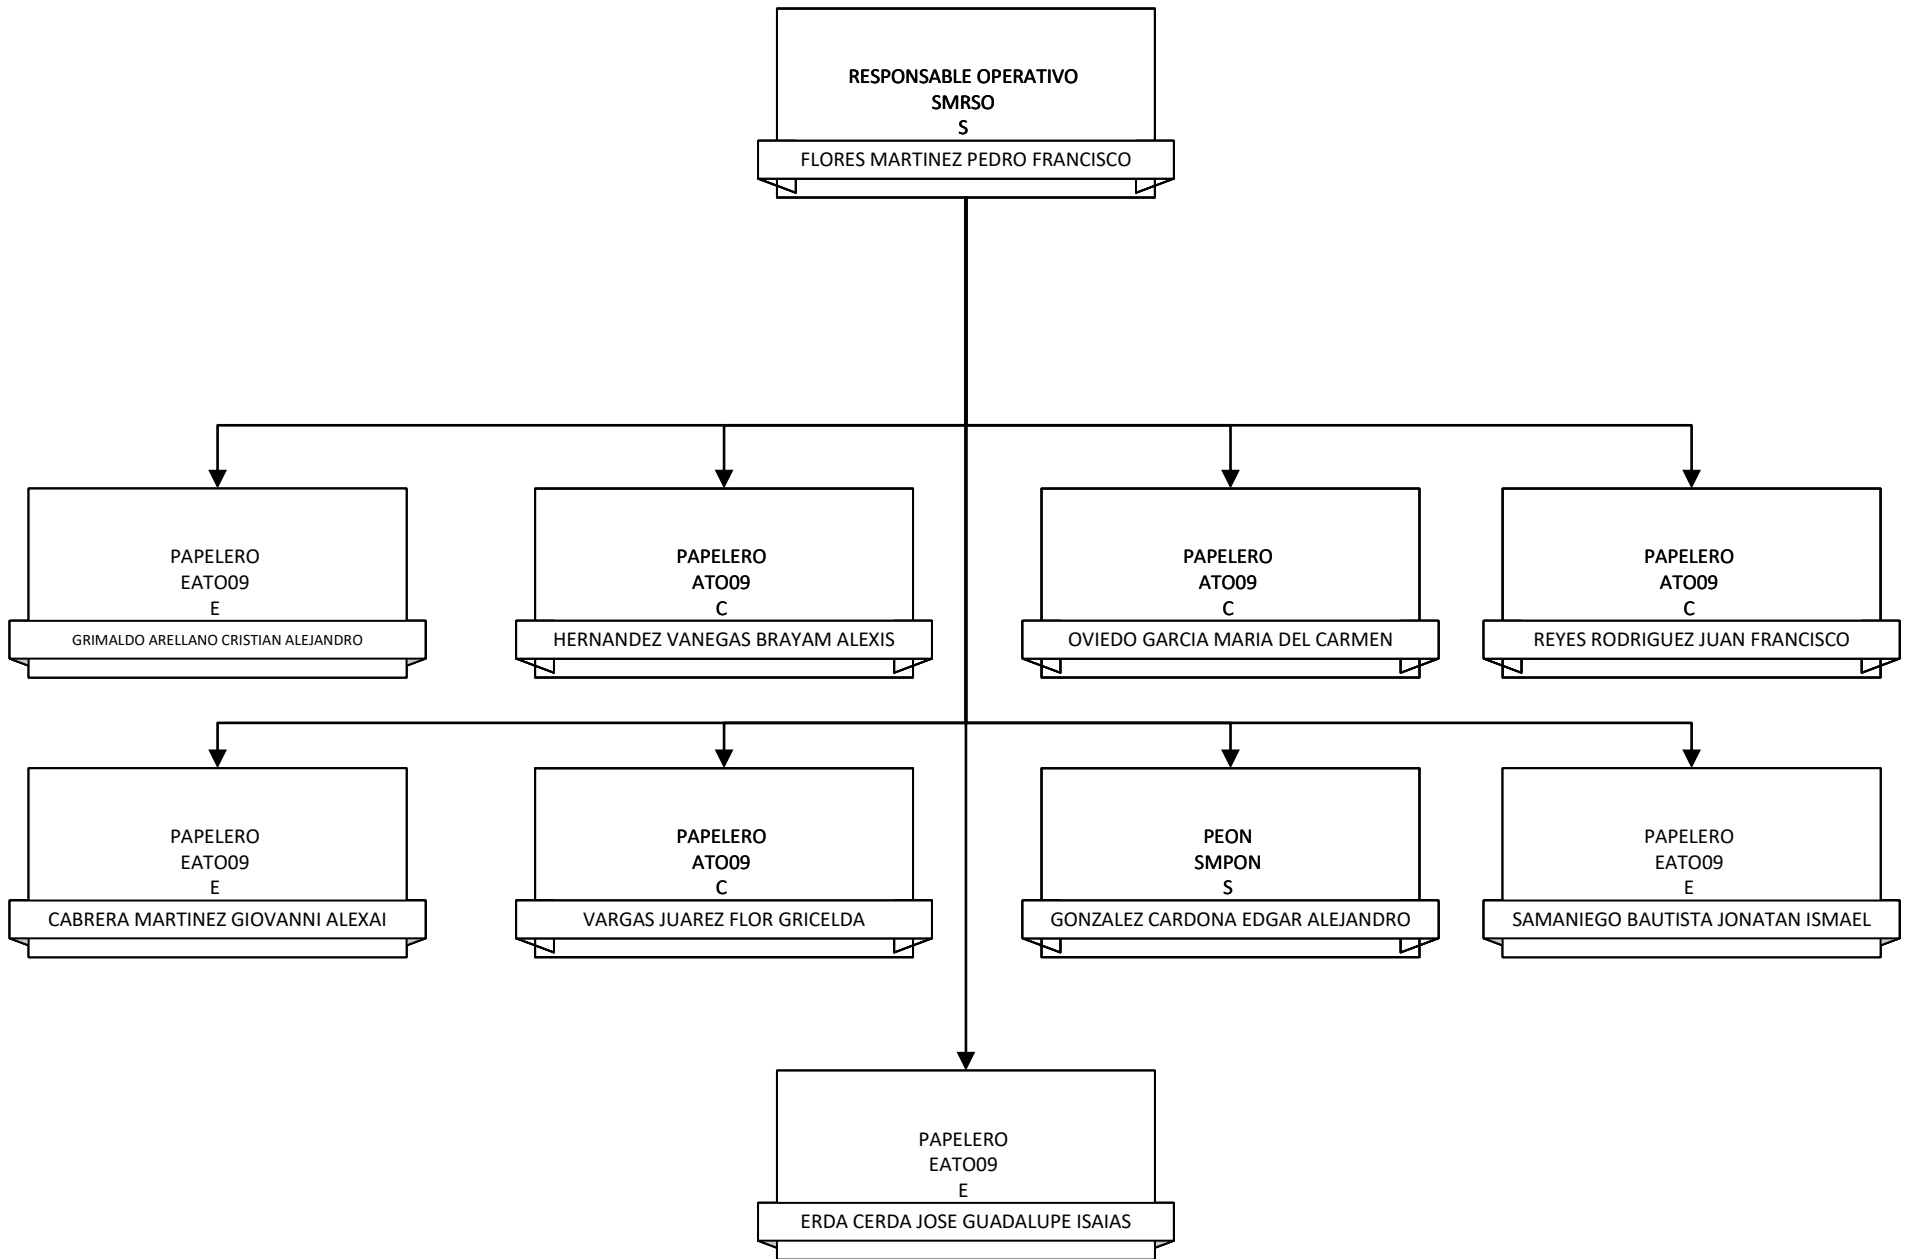 RESPONSABLE OPERATIVO
SMRSO
S
FLORES MARTINEZ PEDRO FRANCISCO
PAPELERO
EATO09
E
GRIMALDO ARELLANO CRISTIAN ALEJANDRO
PAPELERO
ATO09
C
HERNANDEZ VANEGAS BRAYAM ALEXIS
PAPELERO
ATO09
C
OVIEDO GARCIA MARIA DEL CARMEN
PAPELERO
ATO09
C
REYES RODRIGUEZ JUAN FRANCISCO
PAPELERO
EATO09
E
CABRERA MARTINEZ GIOVANNI ALEXAI
PAPELERO
ATO09
C
VARGAS JUAREZ FLOR GRICELDA
PEON
SMPON
S
GONZALEZ CARDONA EDGAR ALEJANDRO
PAPELERO
EATO09
E
SAMANIEGO BAUTISTA JONATAN ISMAEL
PAPELERO
EATO09
E
ERDA CERDA JOSE GUADALUPE ISAIAS